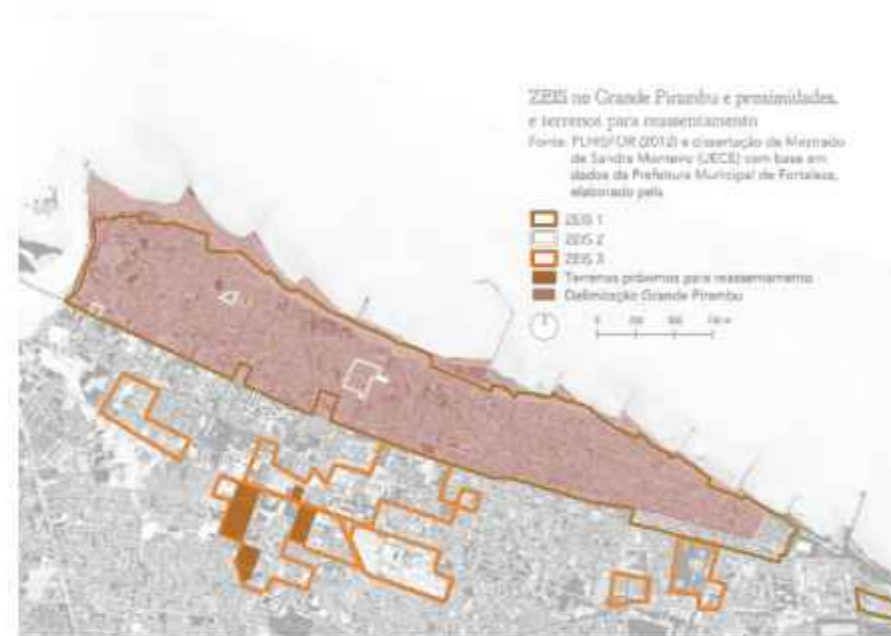 ZEIS no Grande Pirambu e proximidades,
e terrenos para reassentamento
Fonte: PLHISFOR (2012) e dissertação de Mestrado
de Sandra Monteiro (UECE) com base em
dados da Prefeitura Municipal de Fortaleza,
elaborado pela
ZEIS 1
ZEIS 2
ZEIS 3
Terrenos próximos para reassentamento
Delimitação Grande Pirambu
0